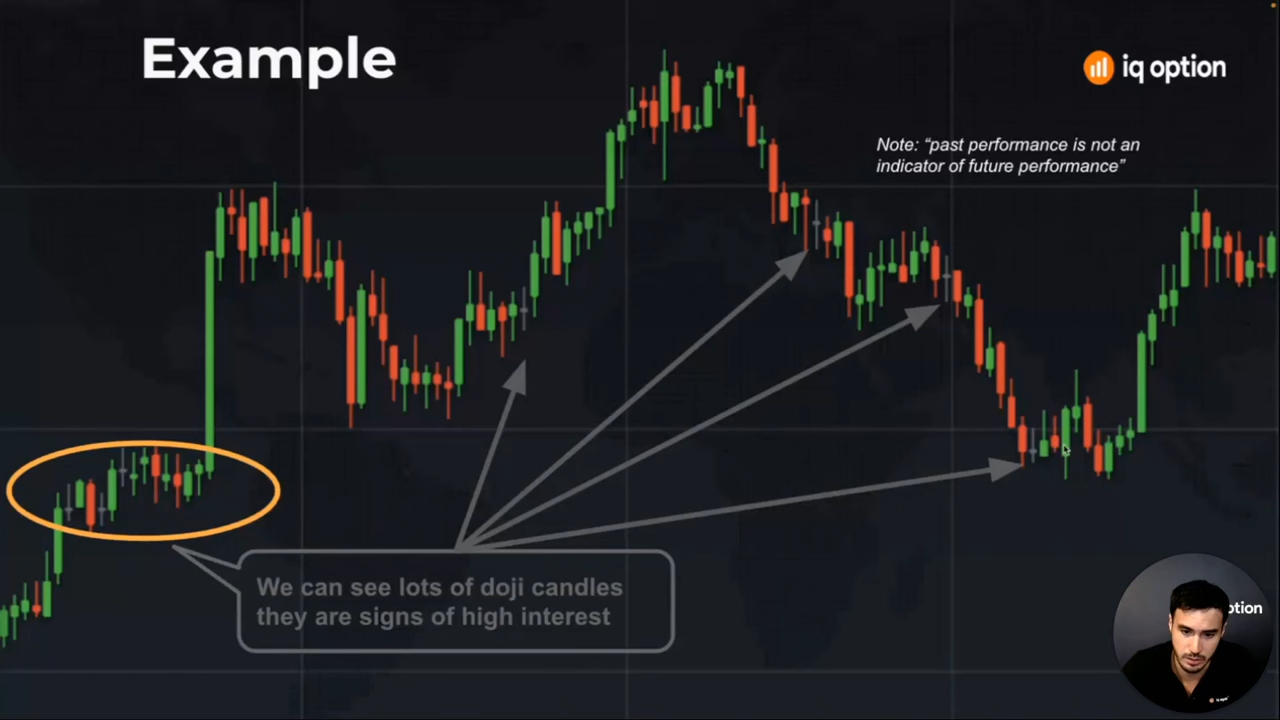 Example
iq option
Note: “past performance is not an
indicator of future performance”
We can see lots of doji candles
they are signs of high interest
ption